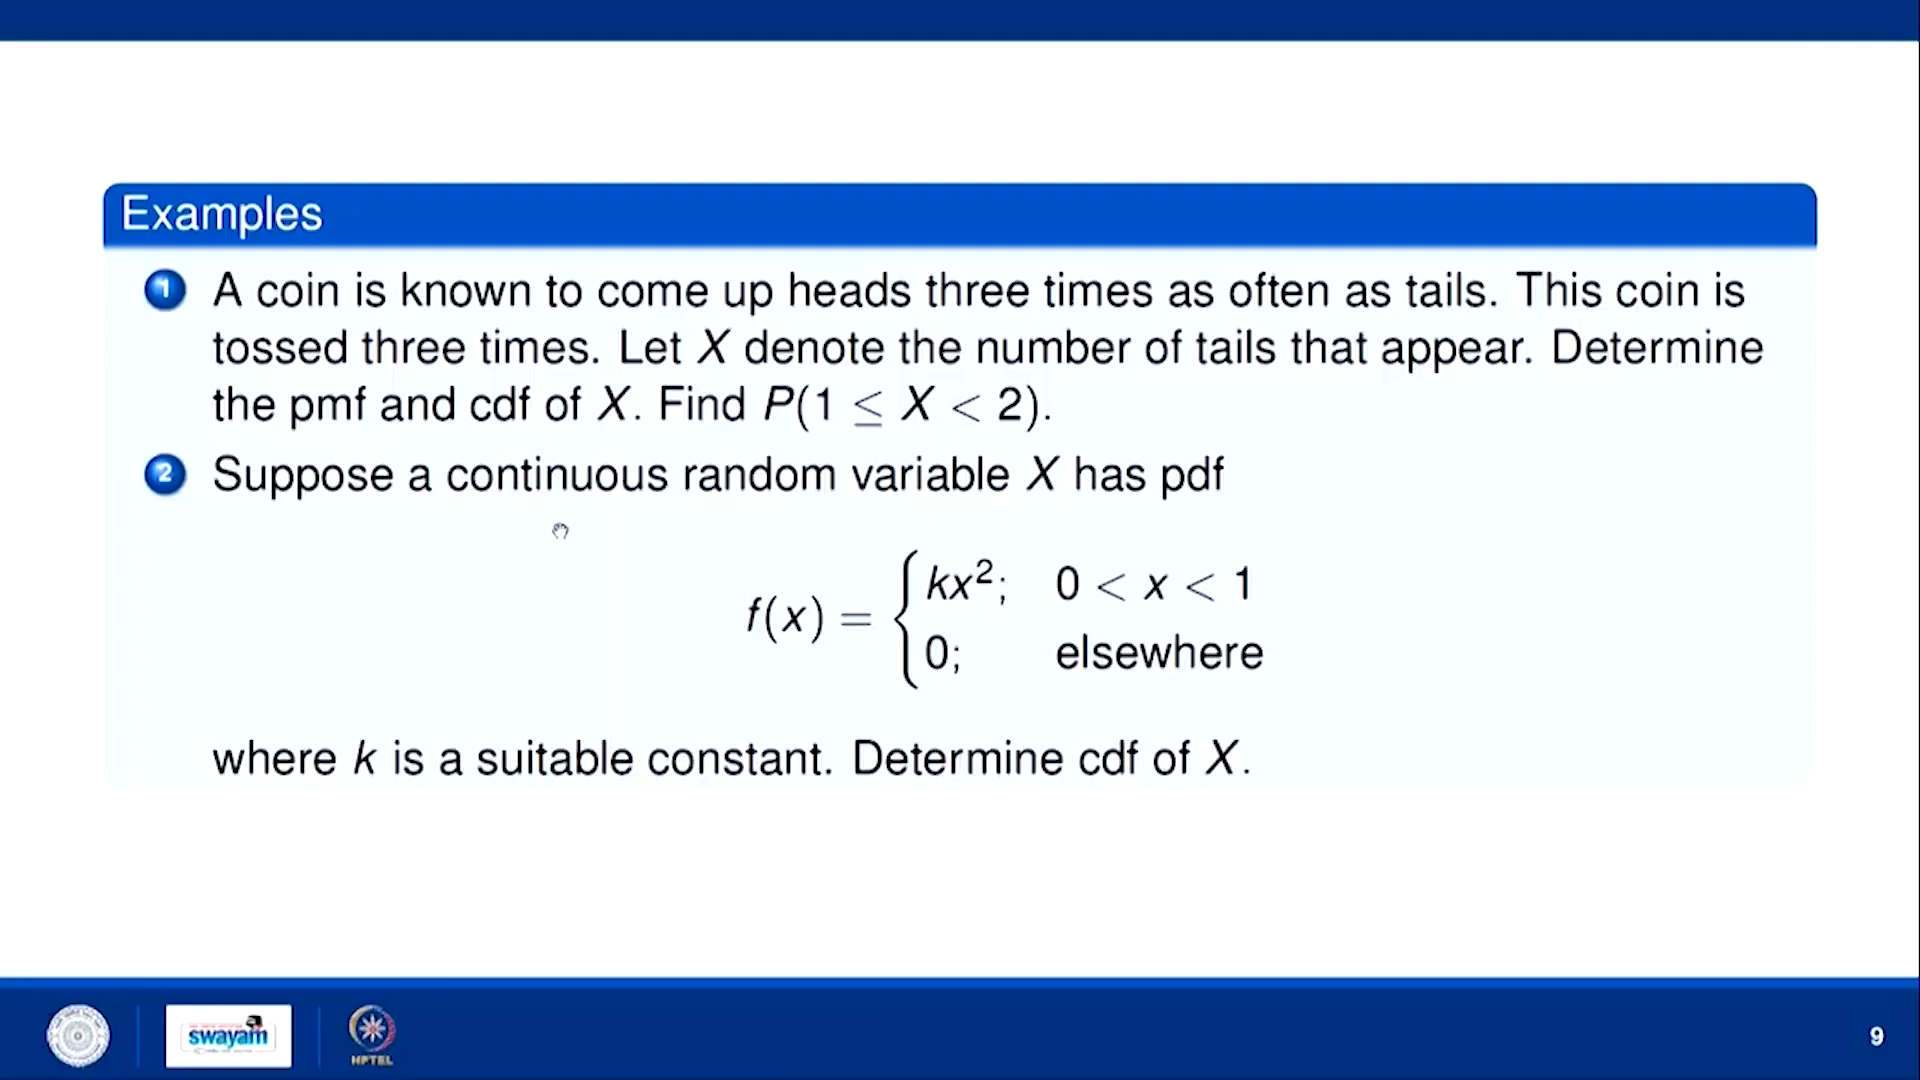 Examples
1 A coin is known to come up heads three times as often as tails. This coin is
tossed three times. Let X denote the number of tails that appear. Determine
the pmf and cdf of X. Find P(1 ≤ X < 2).
2 Suppose a continuous random variable X has pdf
f(x) = { kx²; 0 < x < 1
0; elsewhere
where k is a suitable constant. Determine cdf of X.
swayam
NPTEL
9